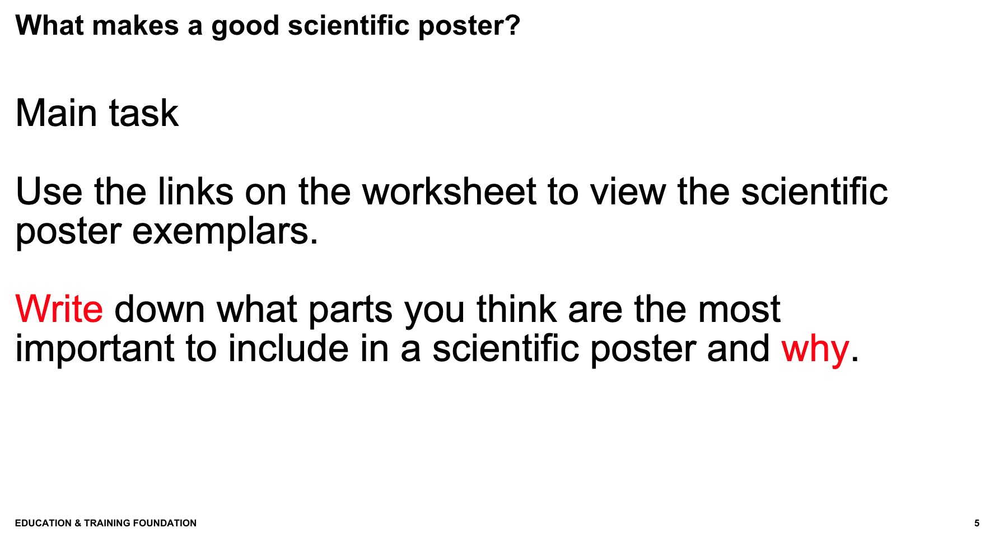 What makes a good scientific poster?
Main task
Use the links on the worksheet to view the scientific
poster exemplars.
Write down what parts you think are the most
important to include in a scientific poster and why.
EDUCATION & TRAINING FOUNDATION
5